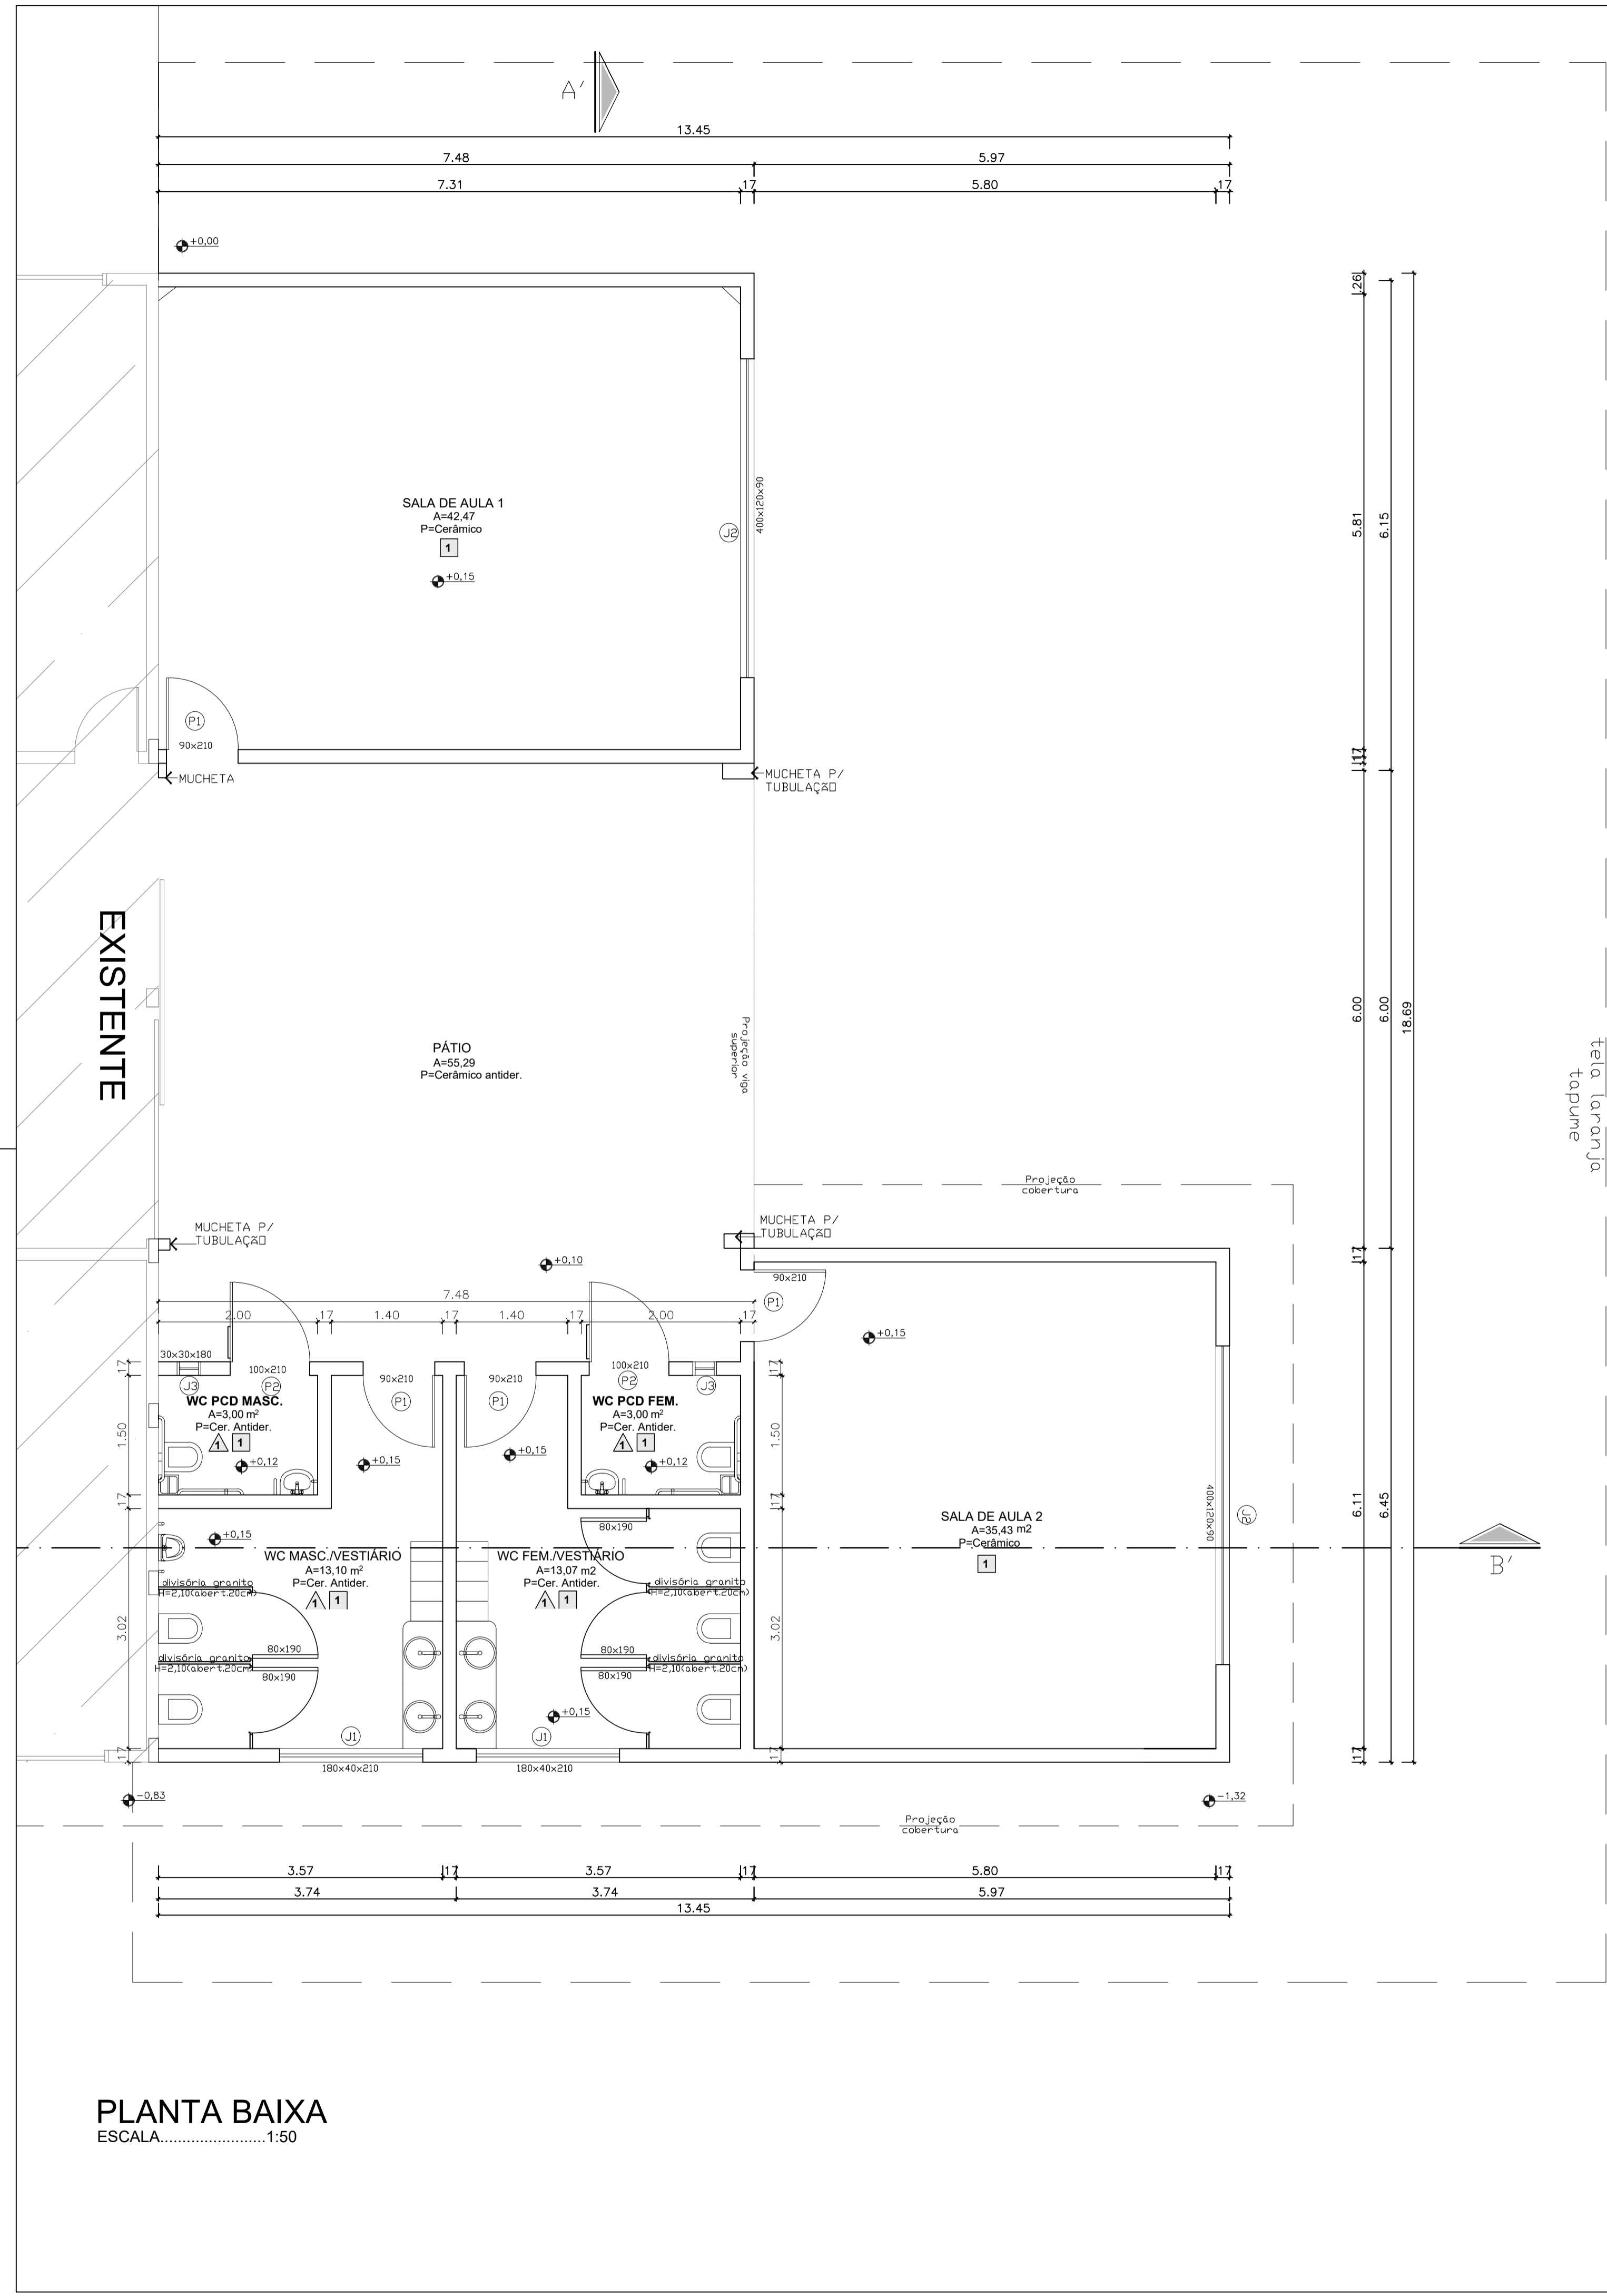 A'
13.45
7.48
5.97
7.31
17
5.80
17
+0,00
.26
SALA DE AULA 1
A=42,47
P=Cerâmico
1
+0,15
J2
400x120x90
5.81
6.15
P1
90x210
MUCHETA
MUCHETA P/
TUBULAÇÃO
17
EXISTENTE
PÁTIO
A=55,29
P=Cerâmico antider.
Projeção viga
superior
6.00
6.00
18.69
tela laranja
tapume
Projeção
cobertura
MUCHETA P/
TUBULAÇÃO
MUCHETA P/
TUBULAÇÃO
+0,10
17
90x210
P1
7.48
2.00
.17
1.40
.17
1.40
.17
2.00
.17
+0,15
30x30x180
17
17
100x210
100x210
J3
P2
90x210
90x210
P2
J3
WC PCD MASC.
A=3,00 m²
P=Cer. Antider.
1
1
P1
P1
WC PCD FEM.
A=3,00 m²
P=Cer. Antider.
1
1
1.50
1.50
+0,12
+0,15
+0,15
+0,12
17
17
6.11
6.45
400x120x90
J2
SALA DE AULA 2
A=35,43 m2
P=Cerâmico
1
80x190
+0,15
WC MASC./VESTIÁRIO
A=13,10 m²
P=Cer. Antider.
1
1
WC FEM./VESTIÁRIO
A=13,07 m2
P=Cer. Antider.
1
1
B'
divisória granito
H=2,10(abert.20cm)
divisória granito
H=2,10(abert.20cm)
3.02
3.02
80x190
80x190
divisória granito
H=2,10(abert.20cm)
divisória granito
H=2,10(abert.20cm)
80x190
80x190
+0,15
J1
J1
17
17
17
180x40x210
180x40x210
-0,83
-1,32
Projeção
cobertura
3.57
17
3.57
17
5.80
17
3.74
3.74
5.97
13.45
PLANTA BAIXA
ESCALA........................1:50